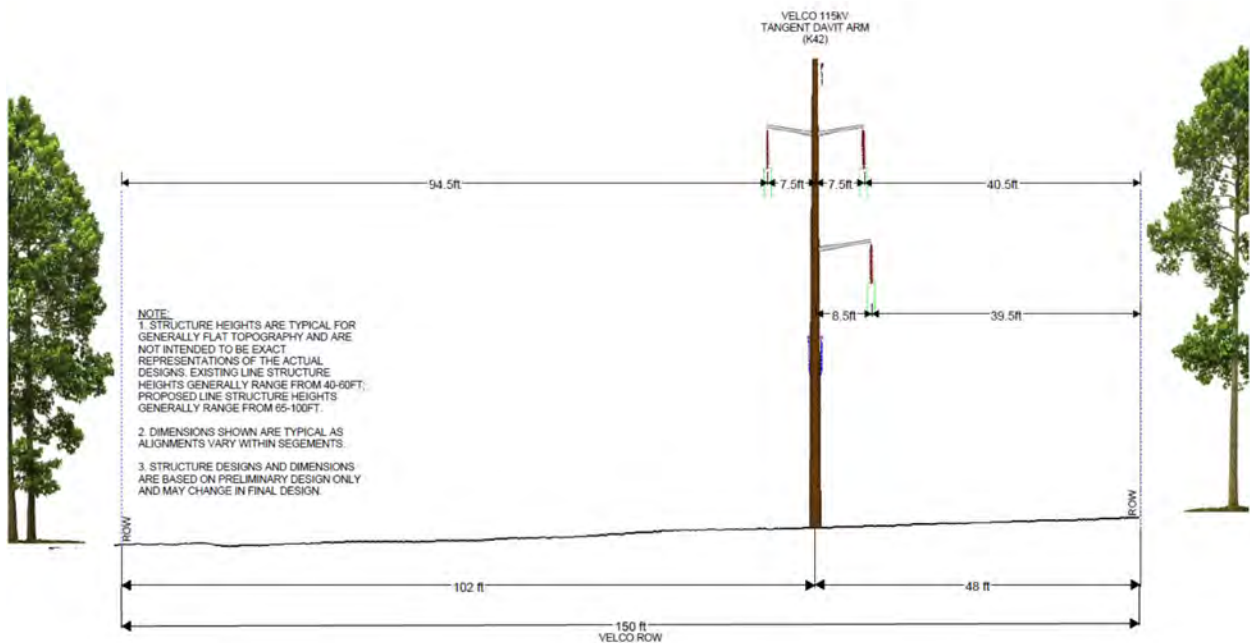 VELCO 115kV
TANGENT DAVIT ARM
(K42)
94.5ft
7.5ft
7.5ft
40.5ft
8.5ft
39.5ft
NOTE:
1. STRUCTURE HEIGHTS ARE TYPICAL FOR
GENERALLY FLAT TOPOGRAPHY AND ARE
NOT INTENDED TO BE EXACT
REPRESENTATIONS OF THE ACTUAL
DESIGNS. EXISTING LINE STRUCTURE
HEIGHTS GENERALLY RANGE FROM 40-60FT;
PROPOSED LINE STRUCTURE HEIGHTS
GENERALLY RANGE FROM 65-100FT.
2. DIMENSIONS SHOWN ARE TYPICAL AS
ALIGNMENTS VARY WITHIN SEGEMENTS.
3. STRUCTURE DESIGNS AND DIMENSIONS
ARE BASED ON PRELIMINARY DESIGN ONLY
AND MAY CHANGE IN FINAL DESIGN.
ROW
ROW
102 ft
48 ft
150 ft
VELCO ROW